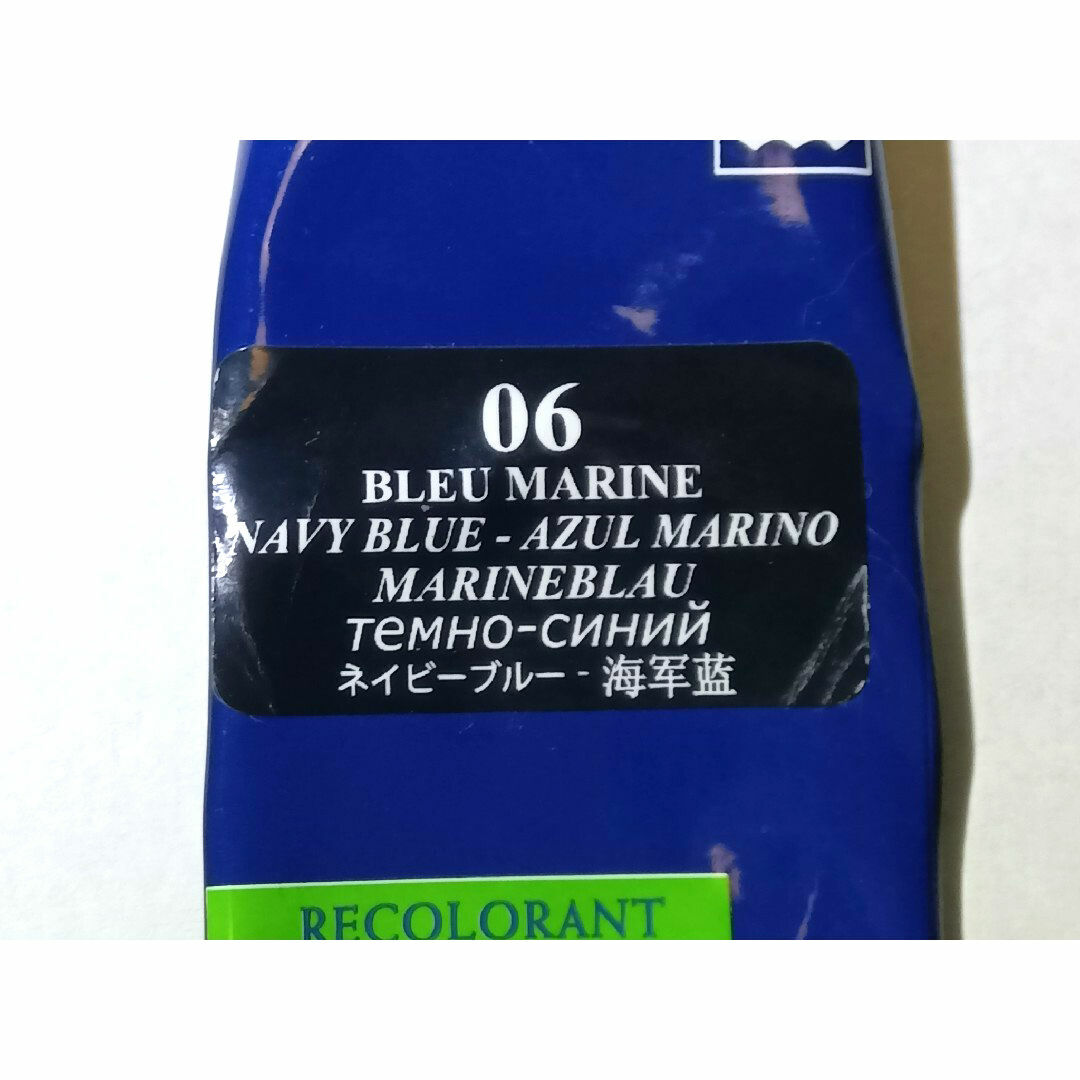 06
BLEU MARINE
NAVY BLUE - AZUL MARINO
MARINEBLAU
темно-синий
ネイビーブルー - 海军蓝
RECOLORANT